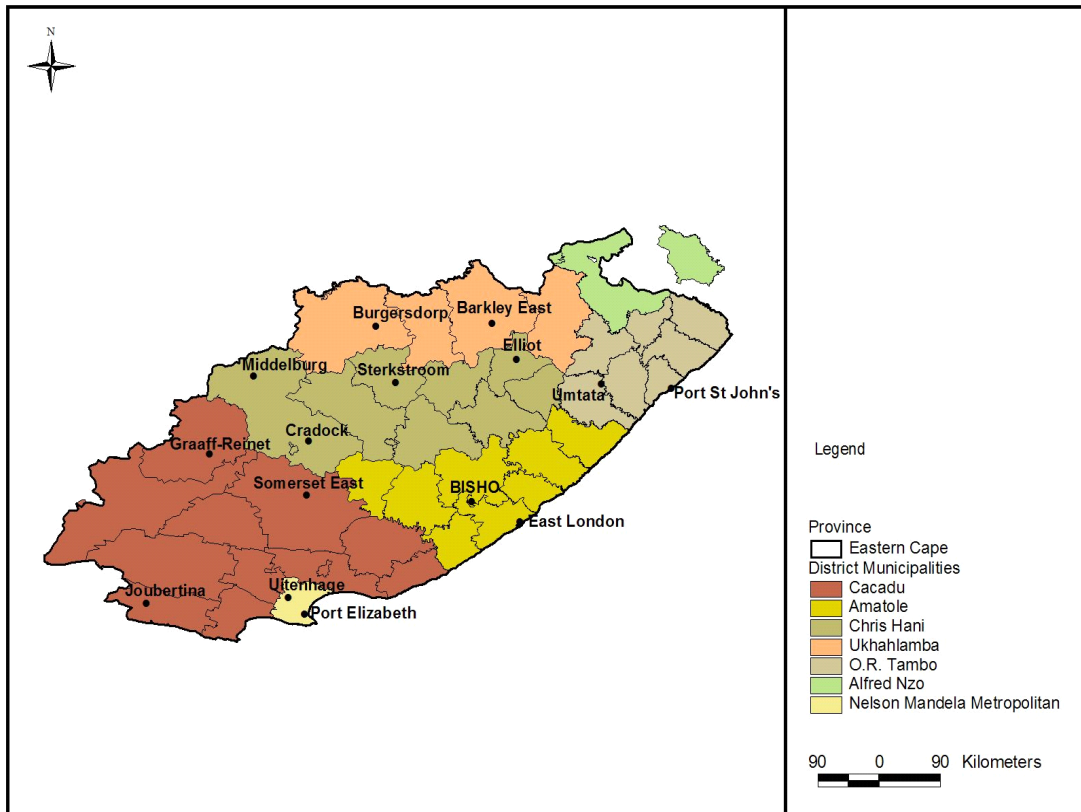 N
Burgersdorp
Barkley East
Elliot
Middelburg
Sterkstroom
Umtata
Port St John's
Graaff-Reinet
Cradock
Somerset East
BISHO
East London
Joubertina
Uitenhage
Port Elizabeth
Legend
Province
Eastern Cape
District Municipalities
Cacadu
Amatole
Chris Hani
Ukhahlamba
O.R. Tambo
Alfred Nzo
Nelson Mandela Metropolitan
90 0 90 Kilometers